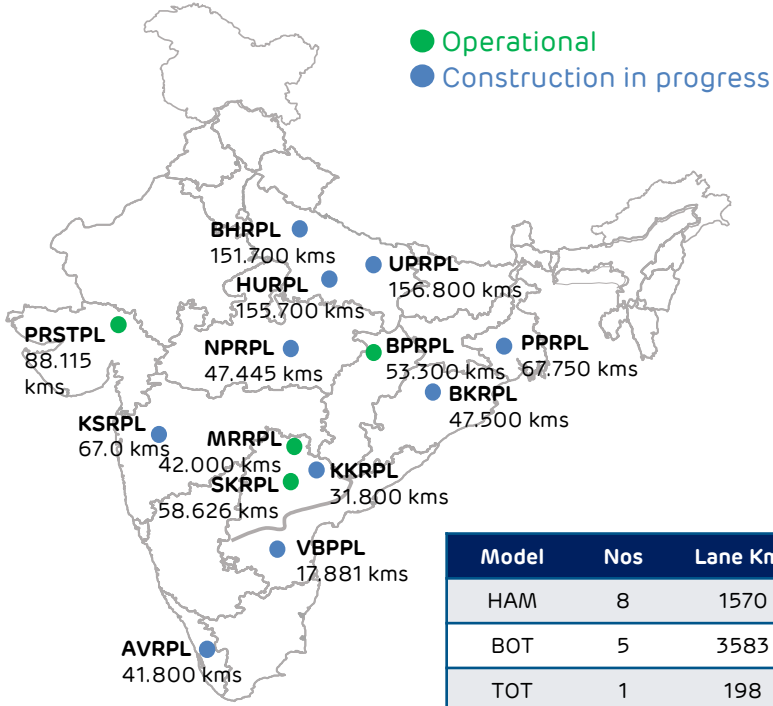 Operational
Construction in progress
BHRPL
151.700 kms
UPRPL
156.800 kms
HURPL
155.700 kms
PRSTPL
88.115
kms
NPRPL
47.445 kms
BPRPL
53.300 kms
PPRPL
67.750 kms
BKRPL
47.500 kms
KSRPL
67.0 kms
MRRPL
42.000 kms
KKRPL
31.800 kms
SKRPL
58.626 kms
VBPPL
17.881 kms
AVRPL
41.800 kms
Model Nos Lane Km
HAM 8 1570
BOT 5 3583
TOT 1 198